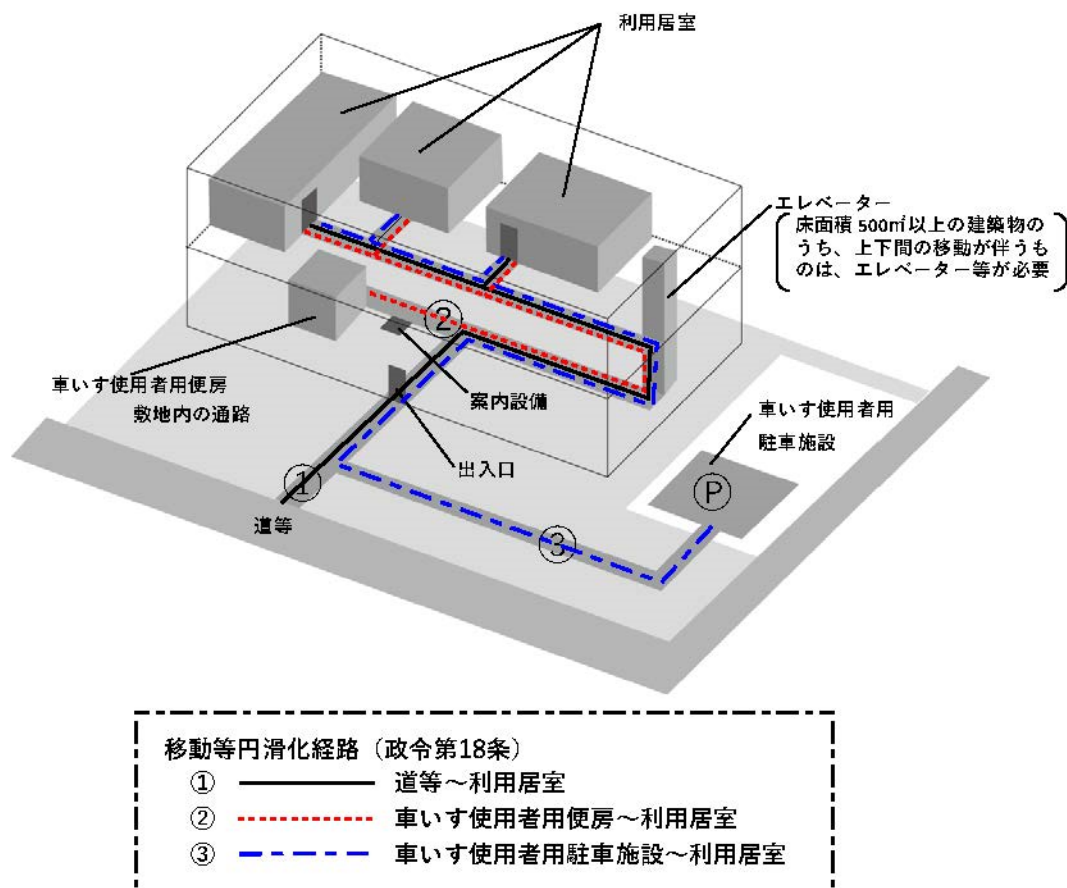 利用居室
エレベーター
床面積 500㎡以上の建築物の
うち、上下間の移動が伴うも
のは、エレベーター等が必要
②
車いす使用者用便房
敷地内の通路
案内設備
車いす使用者用
駐車施設
出入口
①
Ⓟ
道等
③
移動等円滑化経路（政令第18条）
① 道等～利用居室
② 車いす使用者用便房～利用居室
③ 車いす使用者用駐車施設～利用居室